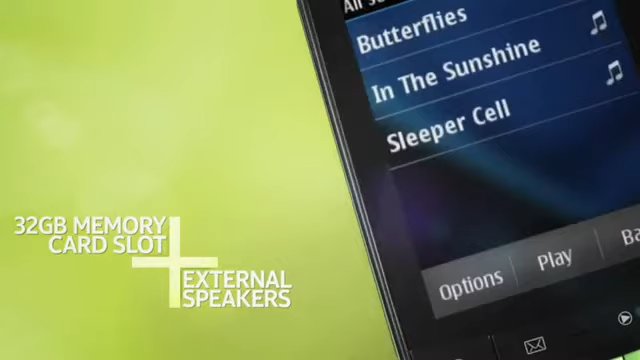 Butterflies
In The Sunshine
Sleeper Cell
Options
Play
32GB MEMORY
CARD SLOT
EXTERNAL
SPEAKERS